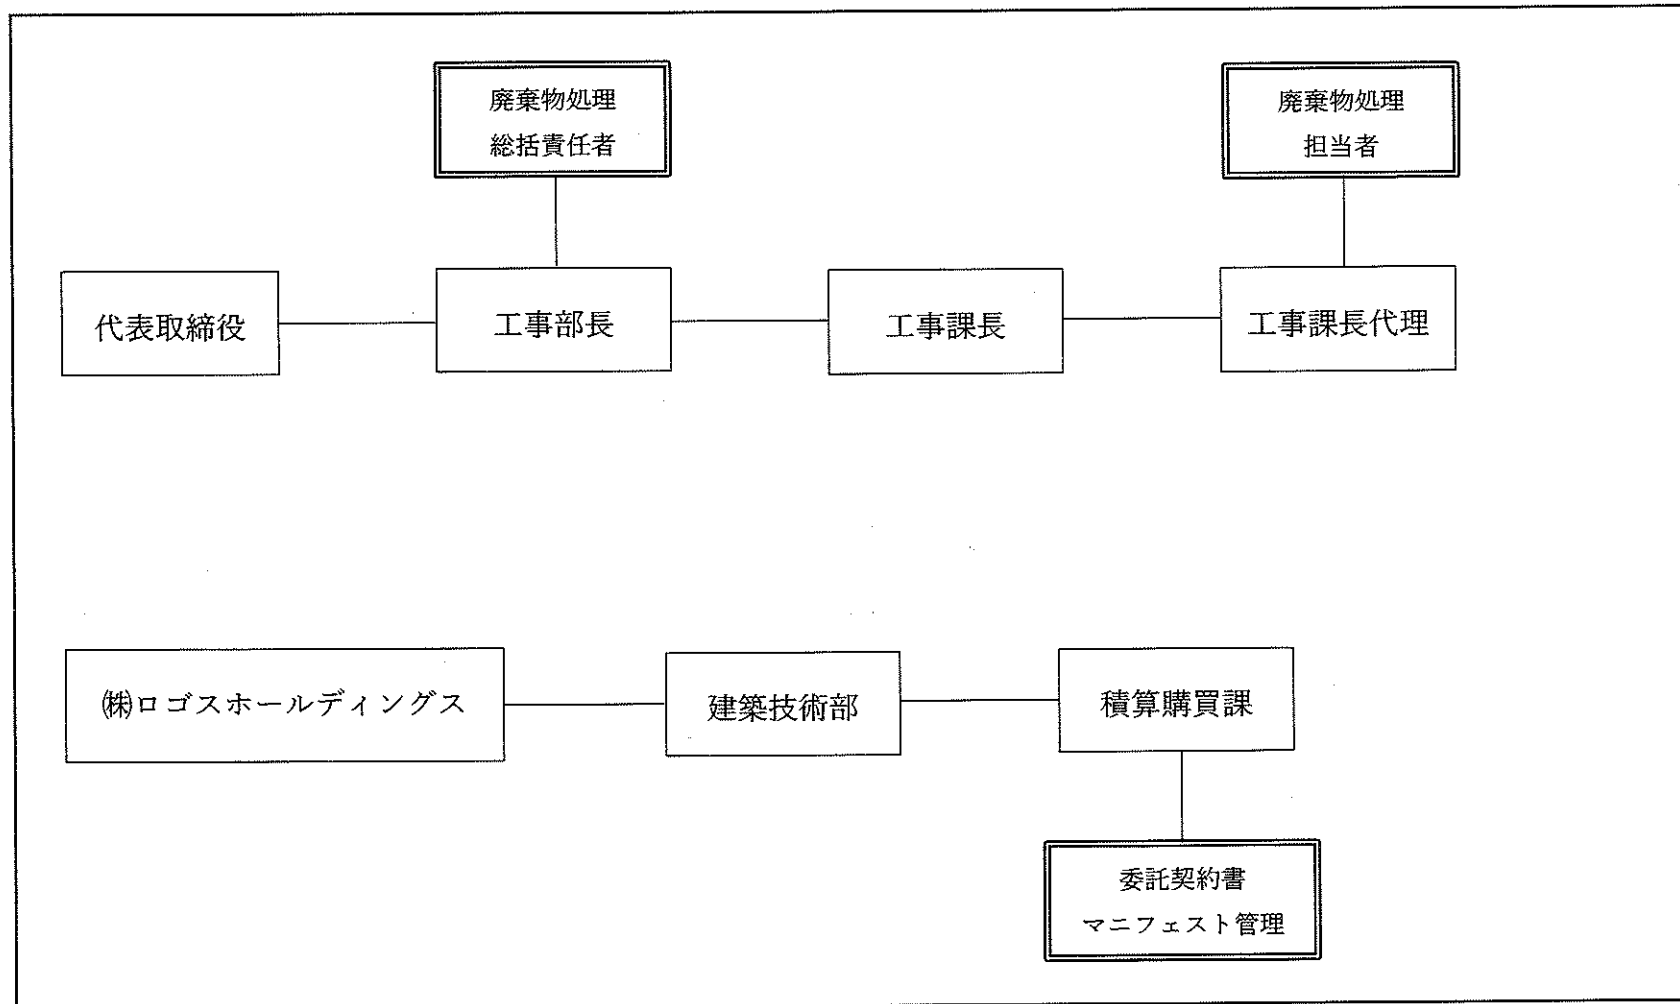 廃棄物処理
総括責任者
廃棄物処理
担当者
代表取締役
工事部長
工事課長
工事課長代理
㈱ロゴスホールディングス
建築技術部
積算購買課
委託契約書
マニフェスト管理